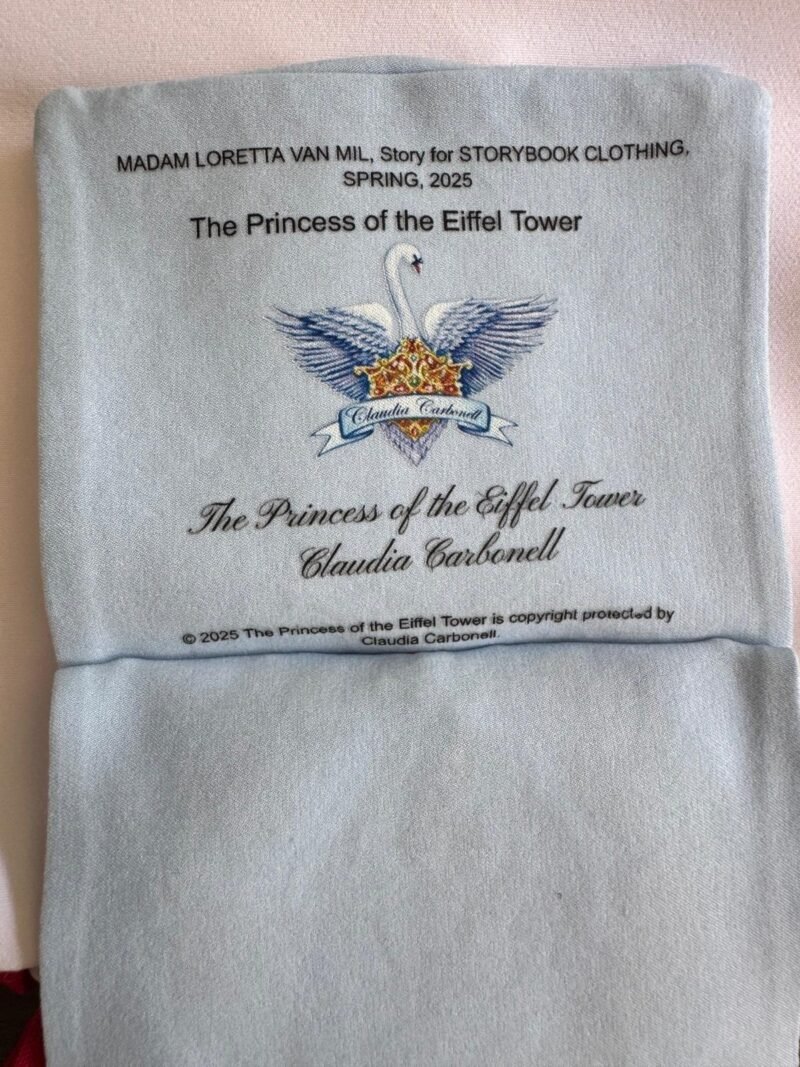 MADAM LORETTA VAN MIL, Story for STORYBOOK CLOTHING,
SPRING, 2025
The Princess of the Eiffel Tower
Claudia Carbonell
The Princess of the Eiffel Tower
Claudia Carbonell
© 2025 The Princess of the Eiffel Tower is copyright protected by
Claudia Carbonell.